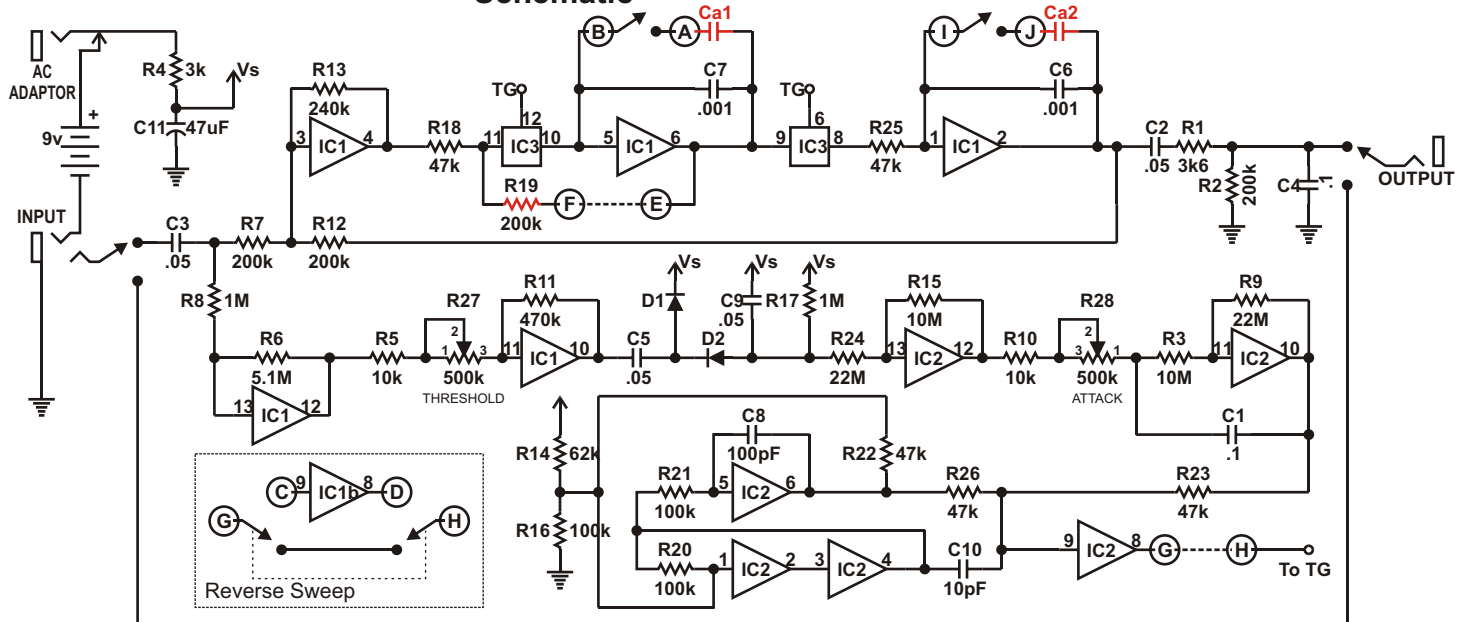 Schematic
AC
ADAPTOR
9v
+
INPUT
R4
3k
C11
47uF
Vs
R13
240k
3
IC1
4
R18
47k
TG
12
11
IC3
10
R19
200k
F
E
B
A
Ca1
C7
.001
5
IC1
6
TG
6
9
IC3
8
R25
47k
I
J
Ca2
C6
.001
1
IC1
2
C2
.05
R1
3k6
R2
200k
C4
.1
OUTPUT
C3
.05
R7
200k
R12
200k
R8
1M
R6
5.1M
13
IC1
12
R5
10k
R27
1
2
3
500k
THRESHOLD
R11
470k
11
IC1
10
C5
.05
D1
Vs
D2
C9
.05
Vs
R17
1M
Vs
R24
22M
R15
10M
13
IC2
12
R10
10k
R28
3
2
1
500k
ATTACK
R3
10M
R9
22M
11
IC2
10
C1
.1
R14
62k
R16
100k
C8
100pF
R21
100k
5
IC2
6
R22
47k
R20
100k
1
IC2
2
3
IC2
4
C10
10pF
R26
47k
R23
47k
9
IC2
8
G
H
To TG
C
9
IC1b
8
D
G
H
Reverse Sweep